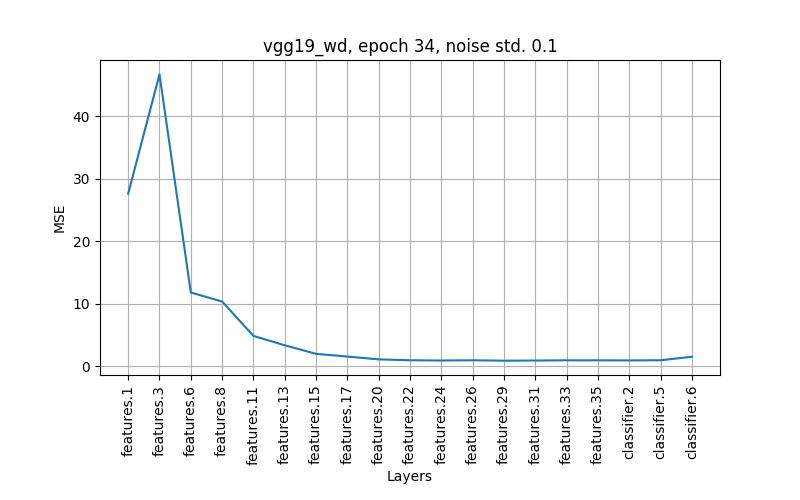 vgg19_wd, epoch 34, noise std. 0.1
MSE
40
30
20
10
0
features.1
features.3
features.6
features.8
features.11
features.13
features.15
features.17
features.20
features.22
features.24
features.26
features.29
features.31
features.33
features.35
classifier.2
classifier.5
classifier.6
Layers